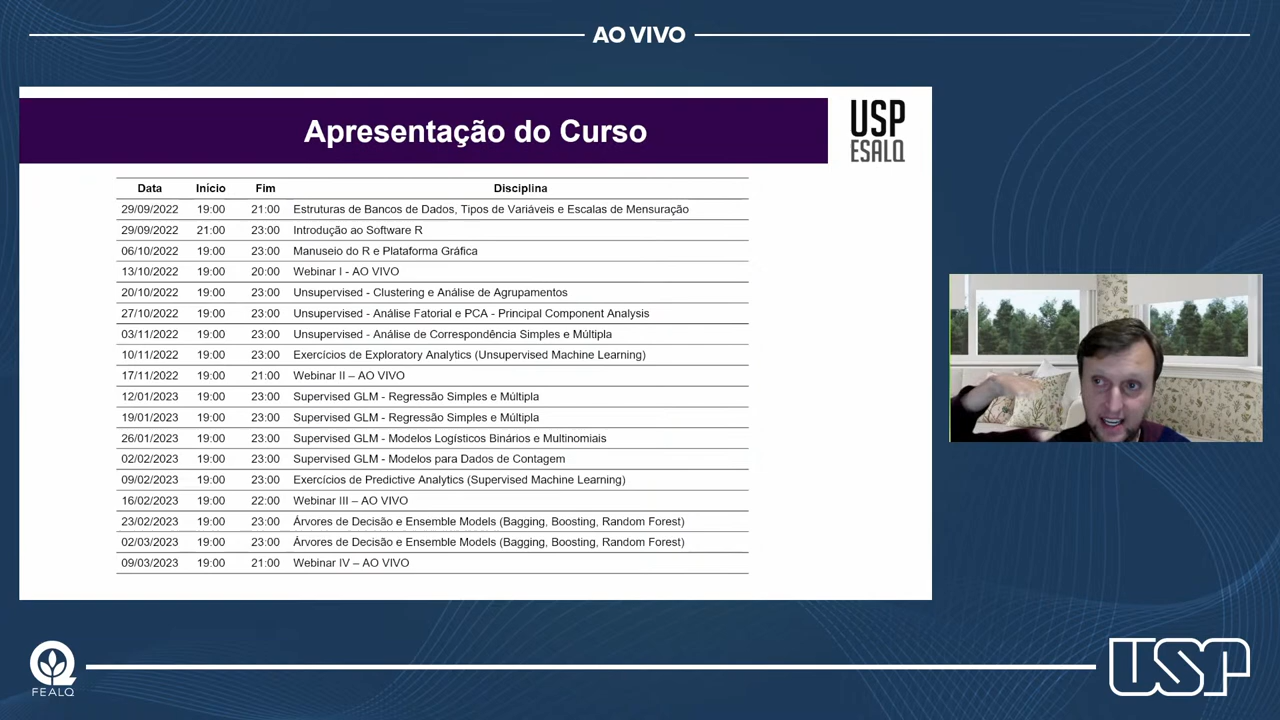 AO VIVO
Apresentação do Curso
USP
ESALQ
Data Início Fim Disciplina
29/09/2022 19:00 21:00 Estruturas de Bancos de Dados, Tipos de Variáveis e Escalas de Mensuração
29/09/2022 21:00 23:00 Introdução ao Software R
06/10/2022 19:00 23:00 Manuseio do R e Plataforma Gráfica
13/10/2022 19:00 20:00 Webinar I - AO VIVO
20/10/2022 19:00 23:00 Unsupervised - Clustering e Análise de Agrupamentos
27/10/2022 19:00 23:00 Unsupervised - Análise Fatorial e PCA - Principal Component Analysis
03/11/2022 19:00 23:00 Unsupervised - Análise de Correspondência Simples e Múltipla
10/11/2022 19:00 23:00 Exercícios de Exploratory Analytics (Unsupervised Machine Learning)
17/11/2022 19:00 21:00 Webinar II – AO VIVO
12/01/2023 19:00 23:00 Supervised GLM - Regressão Simples e Múltipla
19/01/2023 19:00 23:00 Supervised GLM - Regressão Simples e Múltipla
26/01/2023 19:00 23:00 Supervised GLM - Modelos Logísticos Binários e Multinomiais
02/02/2023 19:00 23:00 Supervised GLM - Modelos para Dados de Contagem
09/02/2023 19:00 23:00 Exercícios de Predictive Analytics (Supervised Machine Learning)
16/02/2023 19:00 22:00 Webinar III – AO VIVO
23/02/2023 19:00 23:00 Árvores de Decisão e Ensemble Models (Bagging, Boosting, Random Forest)
02/03/2023 19:00 23:00 Árvores de Decisão e Ensemble Models (Bagging, Boosting, Random Forest)
09/03/2023 19:00 21:00 Webinar IV – AO VIVO
FEALQ
USP